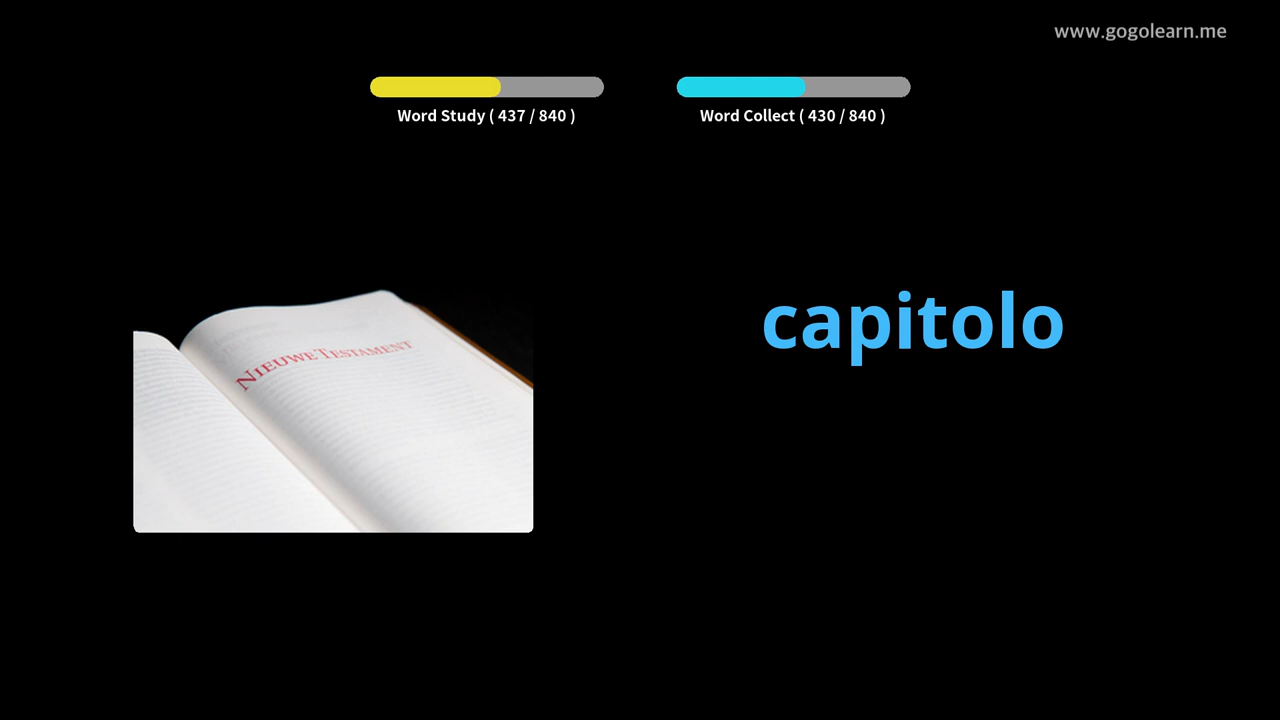 www.gogolearn.me
Word Study ( 437 / 840 )
Word Collect ( 430 / 840 )
capitolo
NIEUWE TESTAMENT